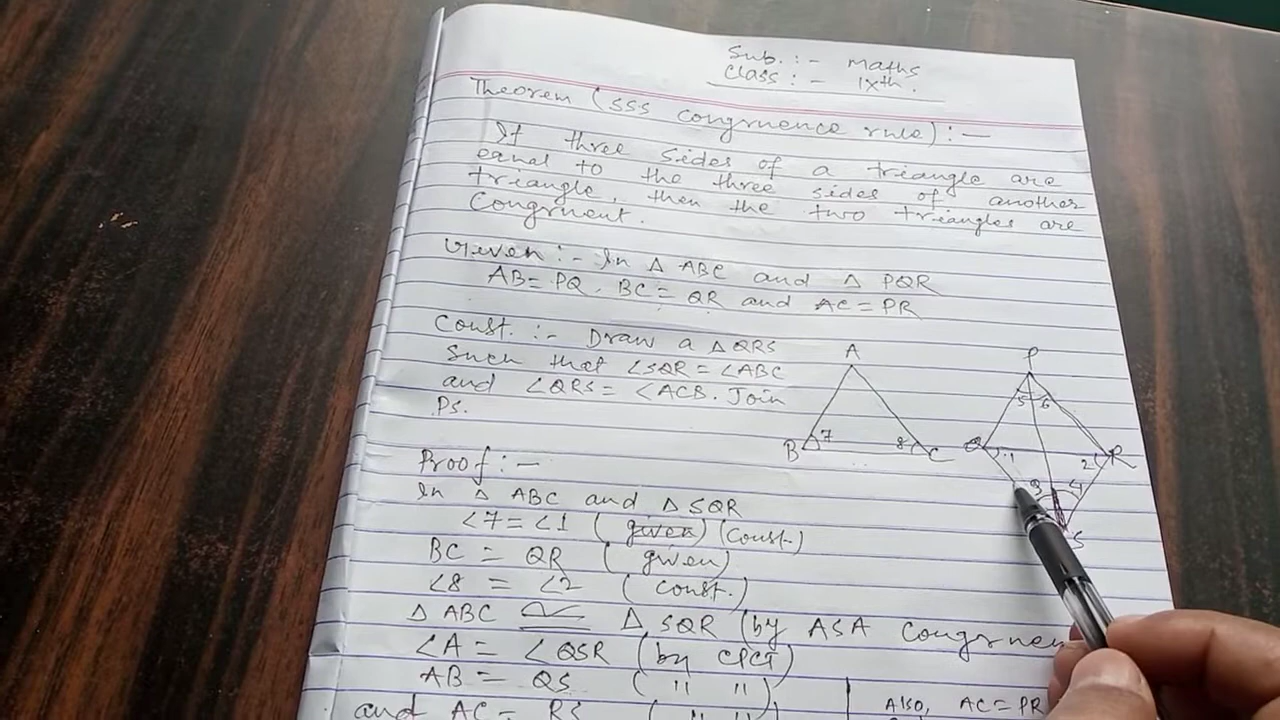 Sub. :- Maths
Class :- IXth.
Theorem (SSS congruence rule) :-
If three sides of a triangle are
equal to the three sides of another
triangle, then the two triangles are
Congruent.
Given :- In △ ABC and △ PQR
AB = PQ, BC = QR and AC = PR
Const. :- Draw a △QRS
Such that ∠SQR = ∠ABC
and ∠QRS = ∠ACB. Join
PS.
A
B 7 8 C
P
5 6
Q 1 2 R
3 4
S
Proof :-
In △ ABC and △ SQR
∠7 = ∠1 (given) (Const.)
BC = QR (given)
∠8 = ∠2 (const.)
△ ABC ≅ △ SQR (by ASA Congruen
∠A = ∠QSR (by CPCT)
AB = QS ( " " )
and AC = RS ( " " )
Also, AC = PR